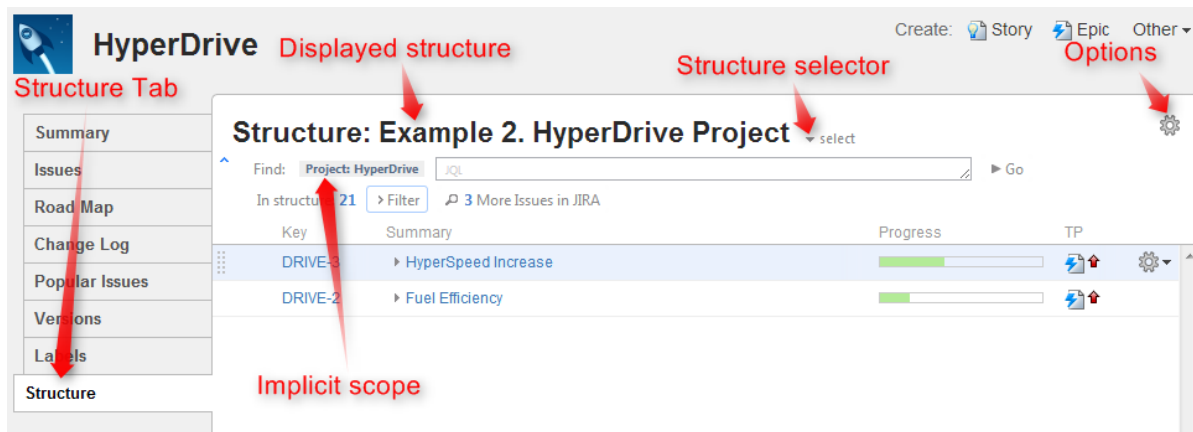 HyperDrive
Create: Story Epic Other
Displayed structure
Structure selector
Options
Structure Tab
Summary
Issues
Road Map
Change Log
Popular Issues
Versions
Labels
Structure
Structure: Example 2. HyperDrive Project select
Find: Project: HyperDrive JQL Go
In structure: 21 Filter 3 More Issues in JIRA
Key Summary Progress TP
DRIVE-3 HyperSpeed Increase
DRIVE-2 Fuel Efficiency
Implicit scope